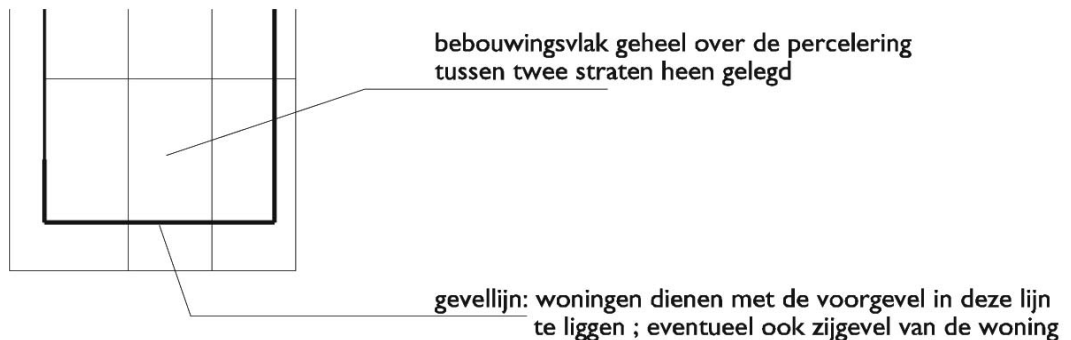 bebouwingsvlak geheel over de percelering
tussen twee straten heen gelegd
gevellijn: woningen dienen met de voorgevel in deze lijn
te liggen ; eventueel ook zijgevel van de woning